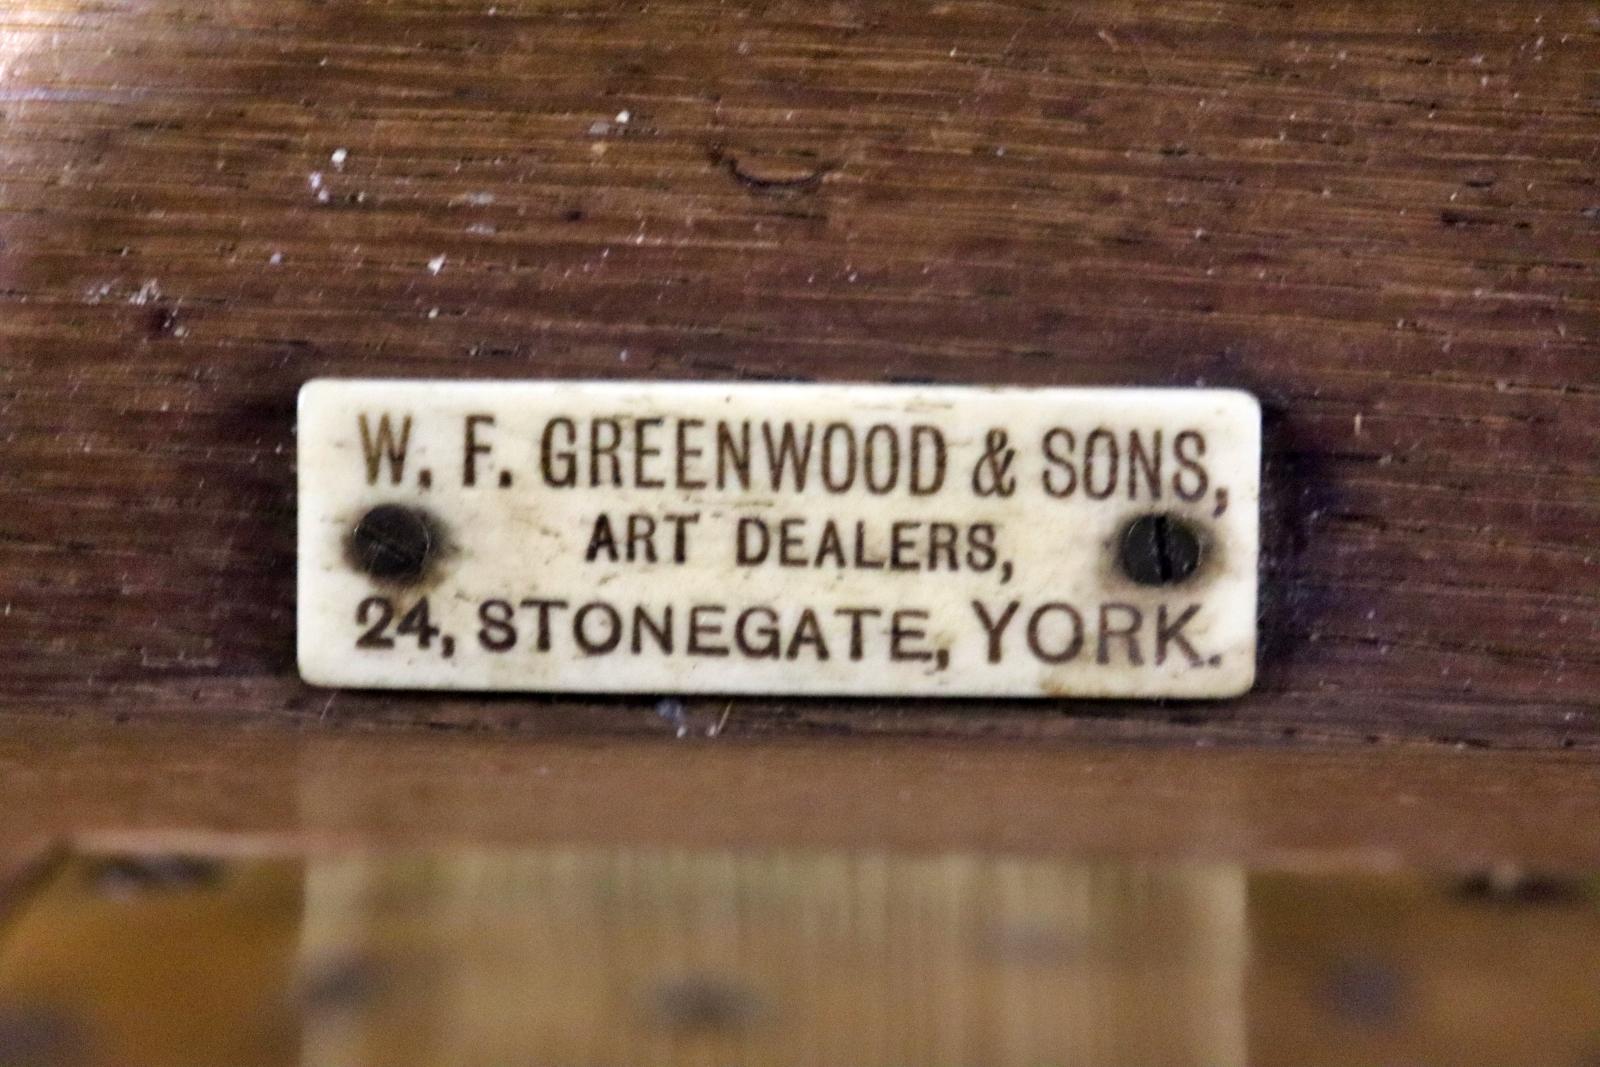 W. F. GREENWOOD & SONS,
ART DEALERS,
24, STONEGATE, YORK.